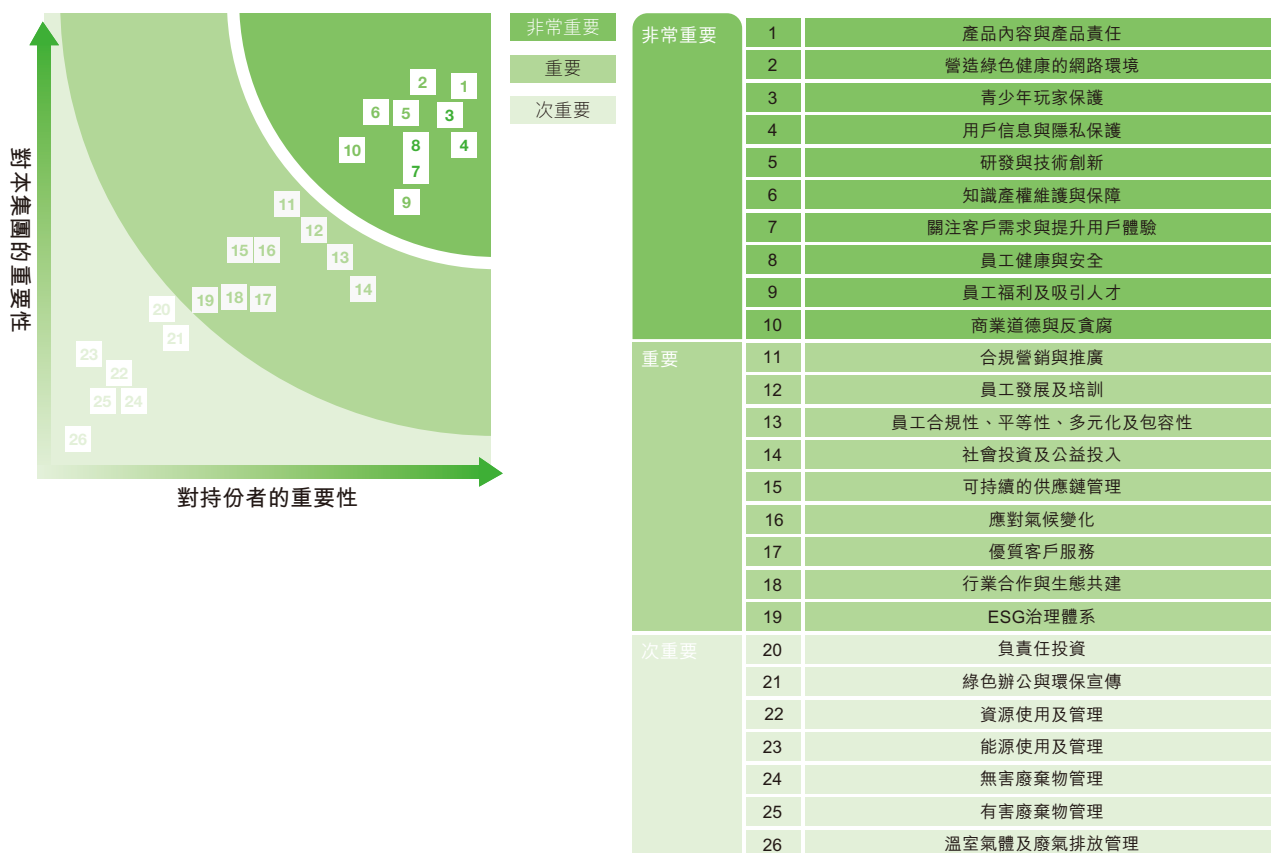 非常重要
重要
次重要
2
1
6
5
3
10
8
4
7
9
11
12
15
16
13
14
19
18
17
20
21
23
22
25
24
26
對本集團的重要性
對持份者的重要性
非常重要
1 產品內容與產品責任
2 營造綠色健康的網路環境
3 青少年玩家保護
4 用戶信息與隱私保護
5 研發與技術創新
6 知識產權維護與保障
7 關注客戶需求與提升用戶體驗
8 員工健康與安全
9 員工福利及吸引人才
10 商業道德與反貪腐
重要
11 合規營銷與推廣
12 員工發展及培訓
13 員工合規性、平等性、多元化及包容性
14 社會投資及公益投入
15 可持續的供應鏈管理
16 應對氣候變化
17 優質客戶服務
18 行業合作與生態共建
19 ESG治理體系
次重要
20 負責任投資
21 綠色辦公與環保宣傳
22 資源使用及管理
23 能源使用及管理
24 無害廢棄物管理
25 有害廢棄物管理
26 溫室氣體及廢氣排放管理